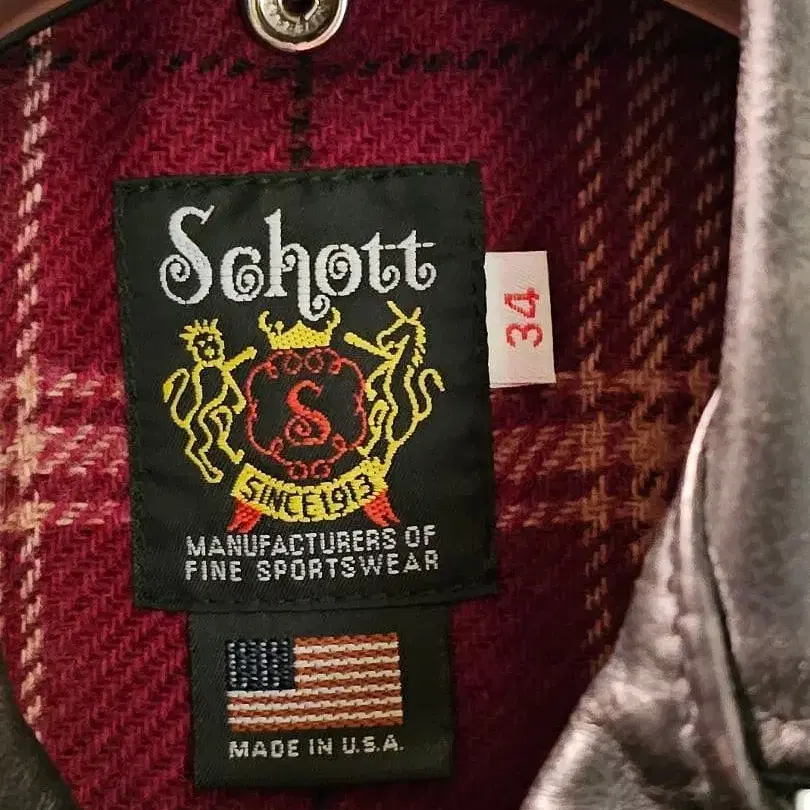 Schott
34
S
SINCE 1913
MANUFACTURERS OF
FINE SPORTSWEAR
MADE IN U.S.A.